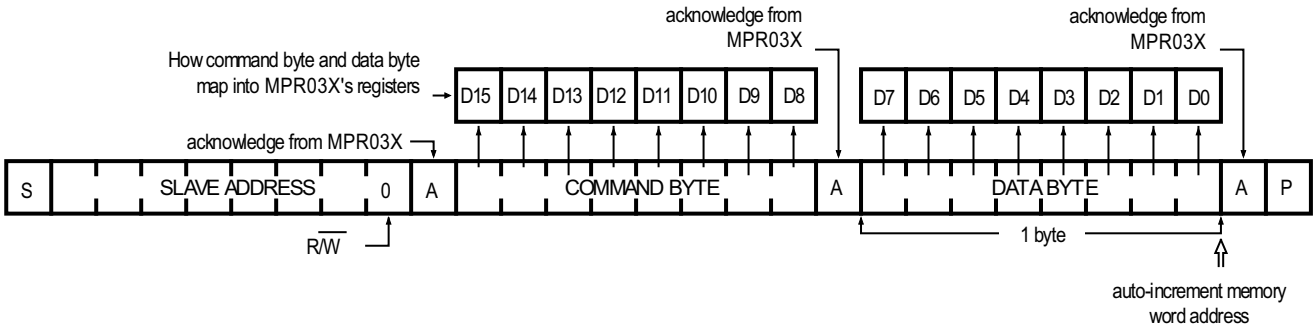 acknowledge from
MPR03X
acknowledge from
MPR03X
How command byte and data byte
map into MPR03X's registers
D15 D14 D13 D12 D11 D10 D9 D8
D7 D6 D5 D4 D3 D2 D1 D0
acknowledge from MPR03X
S SLAVE ADDRESS 0 A COMMAND BYTE A DATA BYTE A P
R/W
1 byte
auto-increment memory
word address